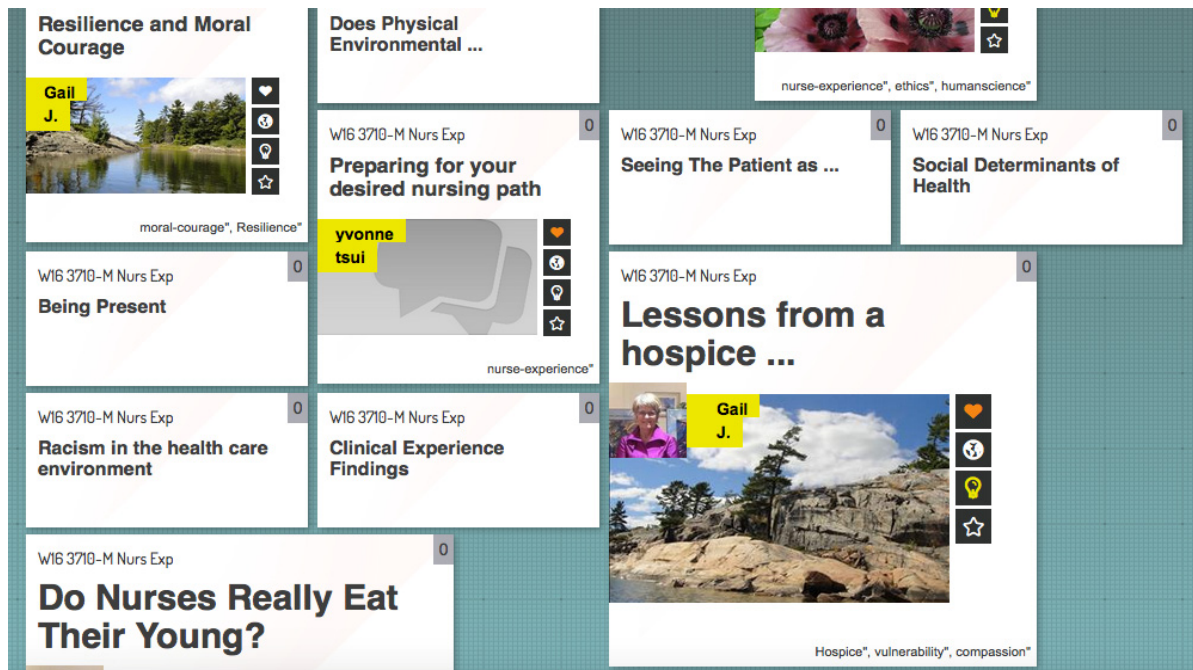 Resilience and Moral
Courage
Gail
J.
moral-courage", Resilience"
Does Physical
Environmental ...
nurse-experience", ethics", humanscience"
W16 3710-M Nurs Exp
0
Preparing for your
desired nursing path
yvonne
tsui
nurse-experience"
W16 3710-M Nurs Exp
0
Seeing The Patient as ...
W16 3710-M Nurs Exp
0
Social Determinants of
Health
W16 3710-M Nurs Exp
0
Being Present
W16 3710-M Nurs Exp
0
Lessons from a
hospice ...
Gail
J.
Hospice", vulnerability", compassion"
W16 3710-M Nurs Exp
0
Racism in the health care
environment
W16 3710-M Nurs Exp
0
Clinical Experience
Findings
W16 3710-M Nurs Exp
0
Do Nurses Really Eat
Their Young?